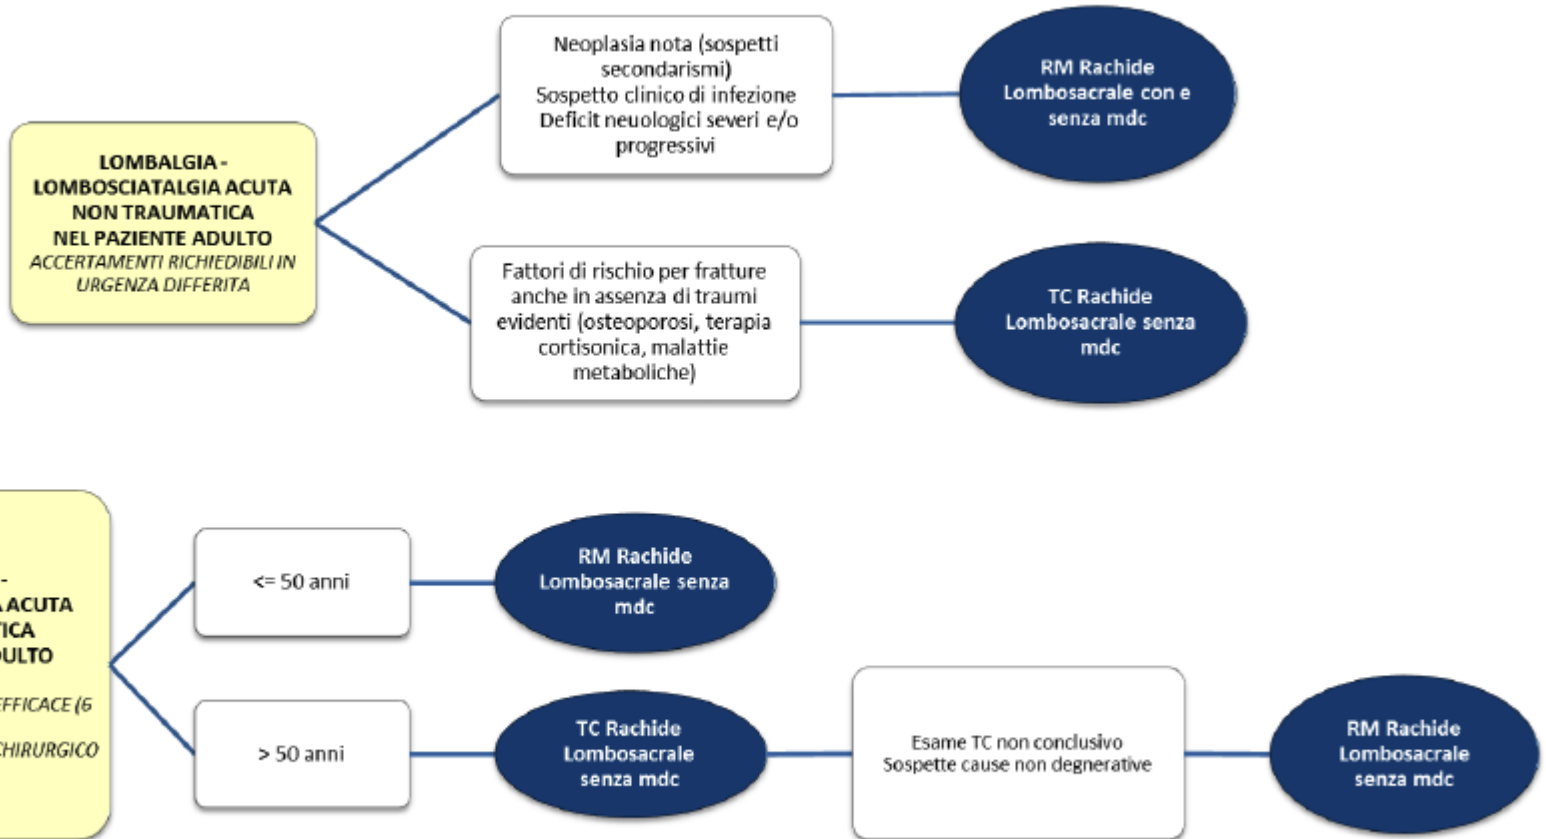 LOMBALGIA -
LOMBOSCIATALGIA ACUTA
NON TRAUMATICA
NEL PAZIENTE ADULTO
ACCERTAMENTI RICHIEDIBILI IN
URGENZA DIFFERITA
Neoplasia nota (sospetti
secondarismi)
Sospetto clinico di infezione
Deficit neuologici severi e/o
progressivi
RM Rachide
Lombosacrale con e
senza mdc
Fattori di rischio per fratture
anche in assenza di traumi
evidenti (osteoporosi, terapia
cortisonica, malattie
metaboliche)
TC Rachide
Lombosacrale senza
mdc
-
ACUTA
TICA
DULTO
EFFICACE (6
CHIRURGICO
<= 50 anni
RM Rachide
Lombosacrale senza
mdc
> 50 anni
TC Rachide
Lombosacrale
senza mdc
Esame TC non conclusivo
Sospette cause non degnerative
RM Rachide
Lombosacrale
senza mdc